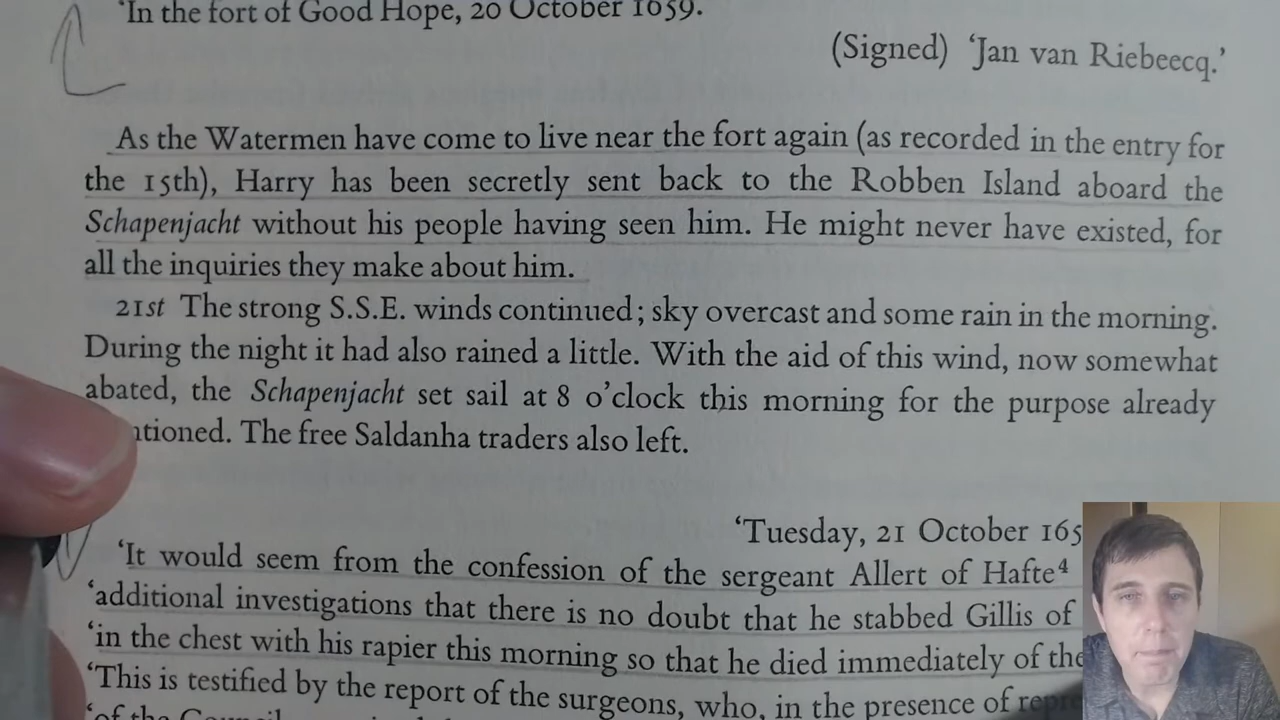 'In the fort of Good Hope, 20 October 1659.
(Signed) 'Jan van Riebeecq.'
As the Watermen have come to live near the fort again (as recorded in the entry for
the 15th), Harry has been secretly sent back to the Robben Island aboard the
Schapenjacht without his people having seen him. He might never have existed, for
all the inquiries they make about him.
21st The strong S.S.E. winds continued; sky overcast and some rain in the morning.
During the night it had also rained a little. With the aid of this wind, now somewhat
abated, the Schapenjacht set sail at 8 o'clock this morning for the purpose already
The free Saldanha traders also left.
'Tuesday, 21 October
'It would seem from the confession of the sergeant Allert of Hafte⁴
'additional investigations that there is no doubt that he stabbed Gillis of
'in the chest with his rapier this morning so that he died immediately of the
'This is testified by the report of the surgeons, who, in the presence of
'of the Council